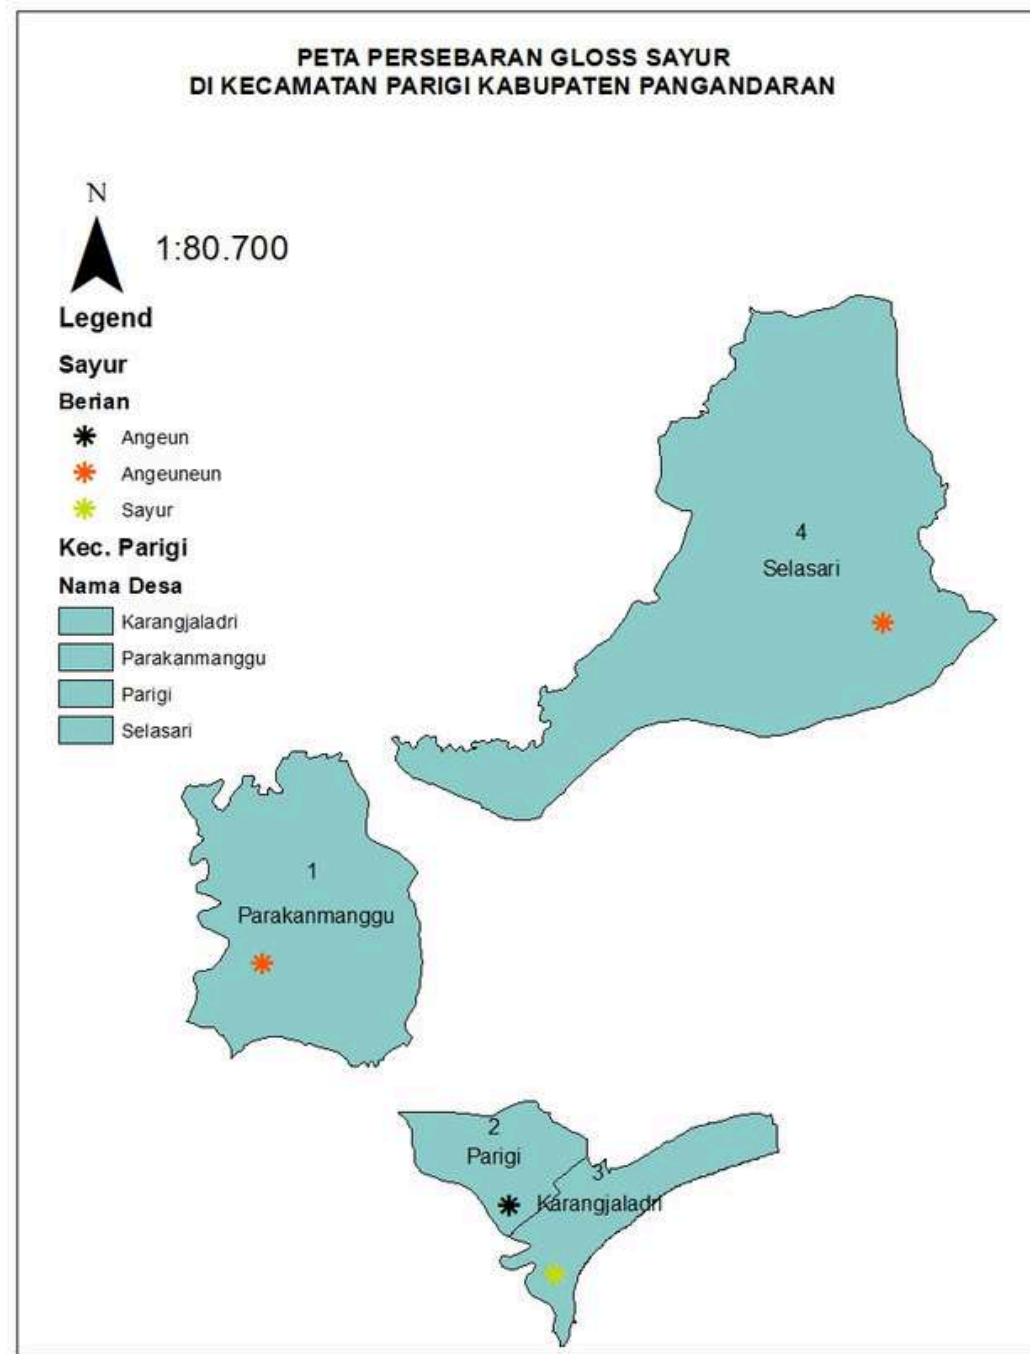 PETA PERSEBARAN GLOSS SAYUR
DI KECAMATAN PARIGI KABUPATEN PANGANDARAN
N
1:80.700
Legend
Sayur
Berian
Angeun
Angeuneun
Sayur
Kec. Parigi
Nama Desa
Karangjaladri
Parakanmanggu
Parigi
Selasari
4
Selasari
1
Parakanmanggu
2
Parigi
3
Karangjaladri